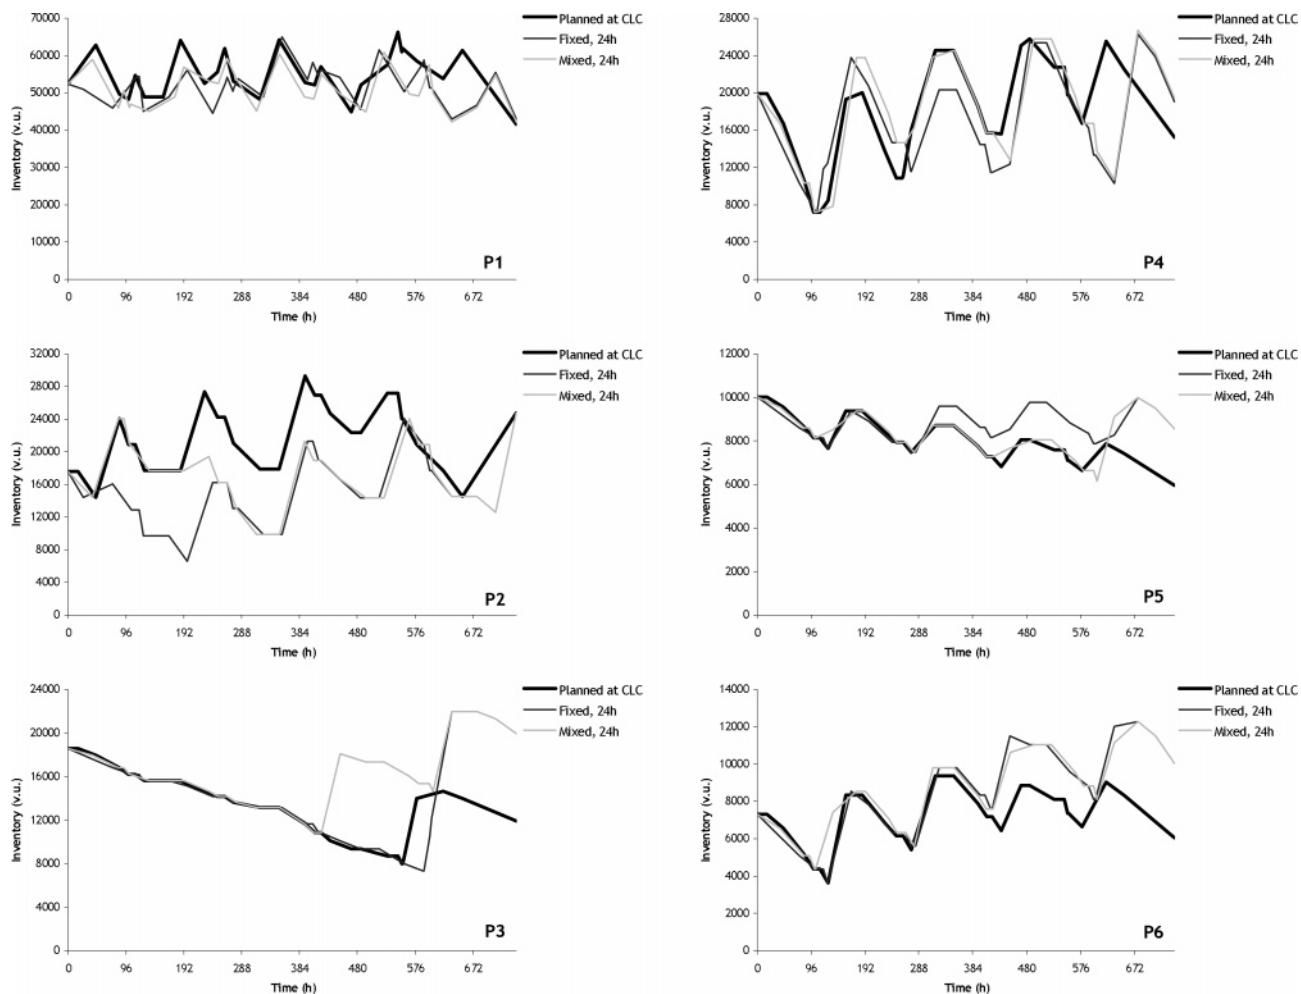 70000
60000
50000
40000
30000
20000
10000
0
Inventory (v.u.)
0 96 192 288 384 480 576 672
Time (h)
Planned at CLC
Fixed, 24h
Mixed, 24h
P1
28000
24000
20000
16000
12000
8000
4000
0
Inventory (v.u.)
0 96 192 288 384 480 576 672
Time (h)
Planned at CLC
Fixed, 24h
Mixed, 24h
P4
32000
28000
24000
20000
16000
12000
8000
4000
0
Inventory (v.u.)
0 96 192 288 384 480 576 672
Time (h)
Planned at CLC
Fixed, 24h
Mixed, 24h
P2
12000
10000
8000
6000
4000
2000
0
Inventory (v.u.)
0 96 192 288 384 480 576 672
Time (h)
Planned at CLC
Fixed, 24h
Mixed, 24h
P5
24000
20000
16000
12000
8000
4000
0
Inventory (v.u.)
0 96 192 288 384 480 576 672
Time (h)
Planned at CLC
Fixed, 24h
Mixed, 24h
P3
14000
12000
10000
8000
6000
4000
2000
0
Inventory (v.u.)
0 96 192 288 384 480 576 672
Time (h)
Planned at CLC
Fixed, 24h
Mixed, 24h
P6